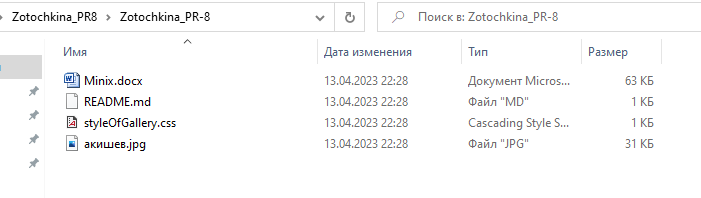 Zotochkina_PR8 > Zotochkina_PR-8 Поиск в: Zotochkina_PR-8
Имя Дата изменения Тип Размер
Minix.docx 13.04.2023 22:28 Документ Micros... 63 КБ
README.md 13.04.2023 22:28 Файл "MD" 1 КБ
styleOfGallery.css 13.04.2023 22:28 Cascading Style S... 1 КБ
акишев.jpg 13.04.2023 22:28 Файл "JPG" 31 КБ